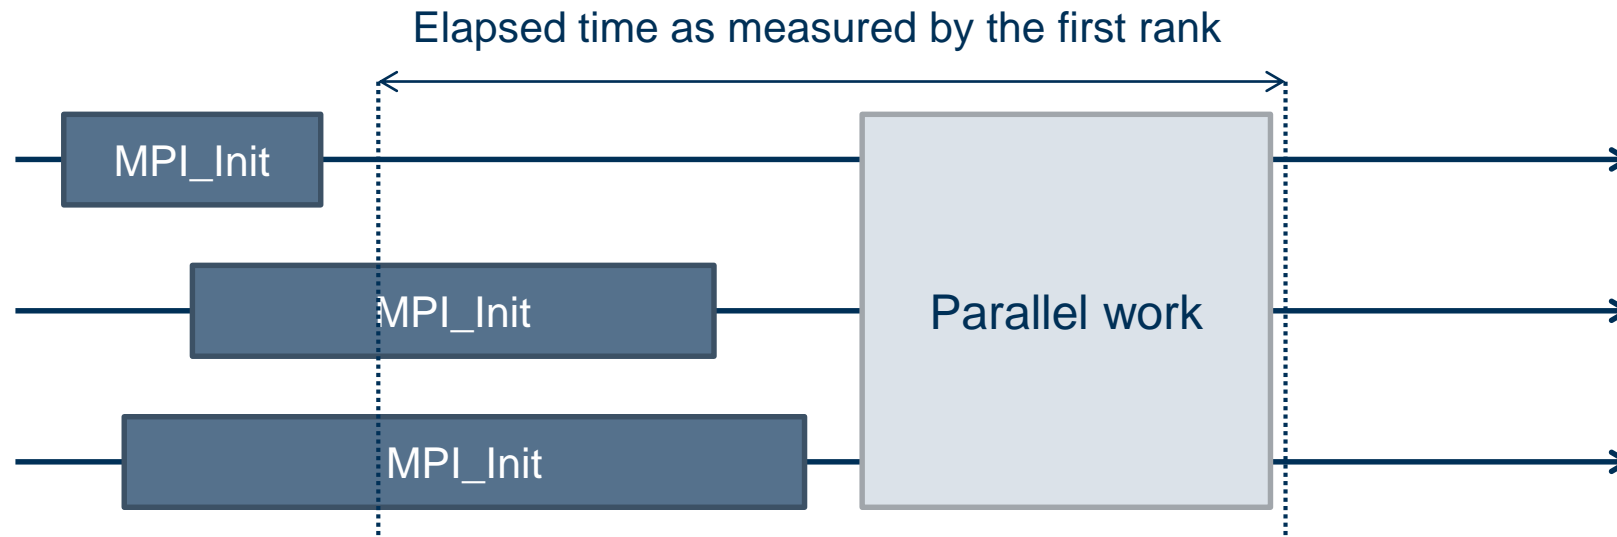 Elapsed time as measured by the first rank
MPI_Init
MPI_Init
Parallel work
MPI_Init